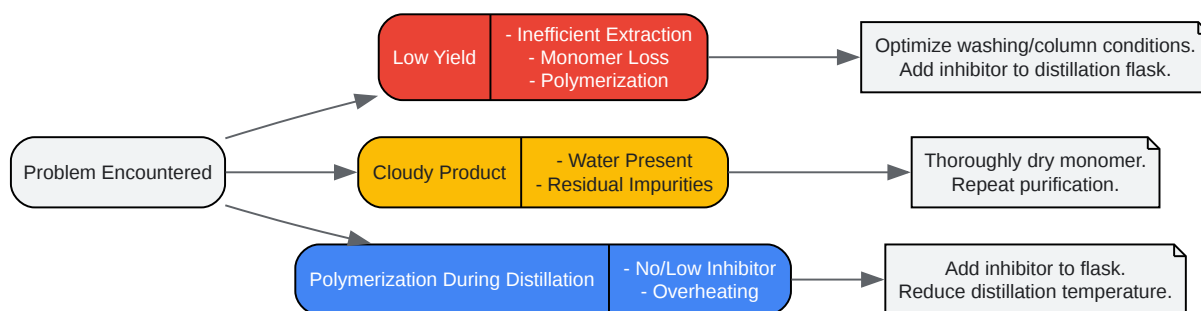 Problem Encountered
Low Yield
- Inefficient Extraction
- Monomer Loss
- Polymerization
Optimize washing/column conditions.
Add inhibitor to distillation flask.
Cloudy Product
- Water Present
- Residual Impurities
Thoroughly dry monomer.
Repeat purification.
Polymerization During Distillation
- No/Low Inhibitor
- Overheating
Add inhibitor to flask.
Reduce distillation temperature.